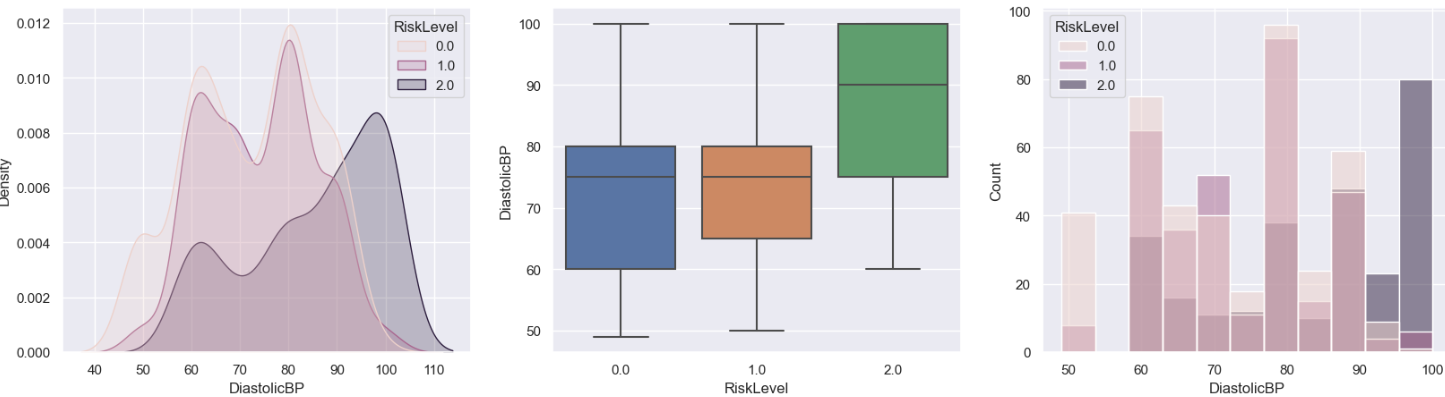 RiskLevel
0.0
1.0
2.0
0.012
0.010
0.008
0.006
0.004
0.002
0.000
Density
40 50 60 70 80 90 100 110
DiastolicBP
100
90
80
70
60
50
DiastolicBP
0.0 1.0 2.0
RiskLevel
RiskLevel
0.0
1.0
2.0
100
80
60
40
20
0
Count
50 60 70 80 90 100
DiastolicBP